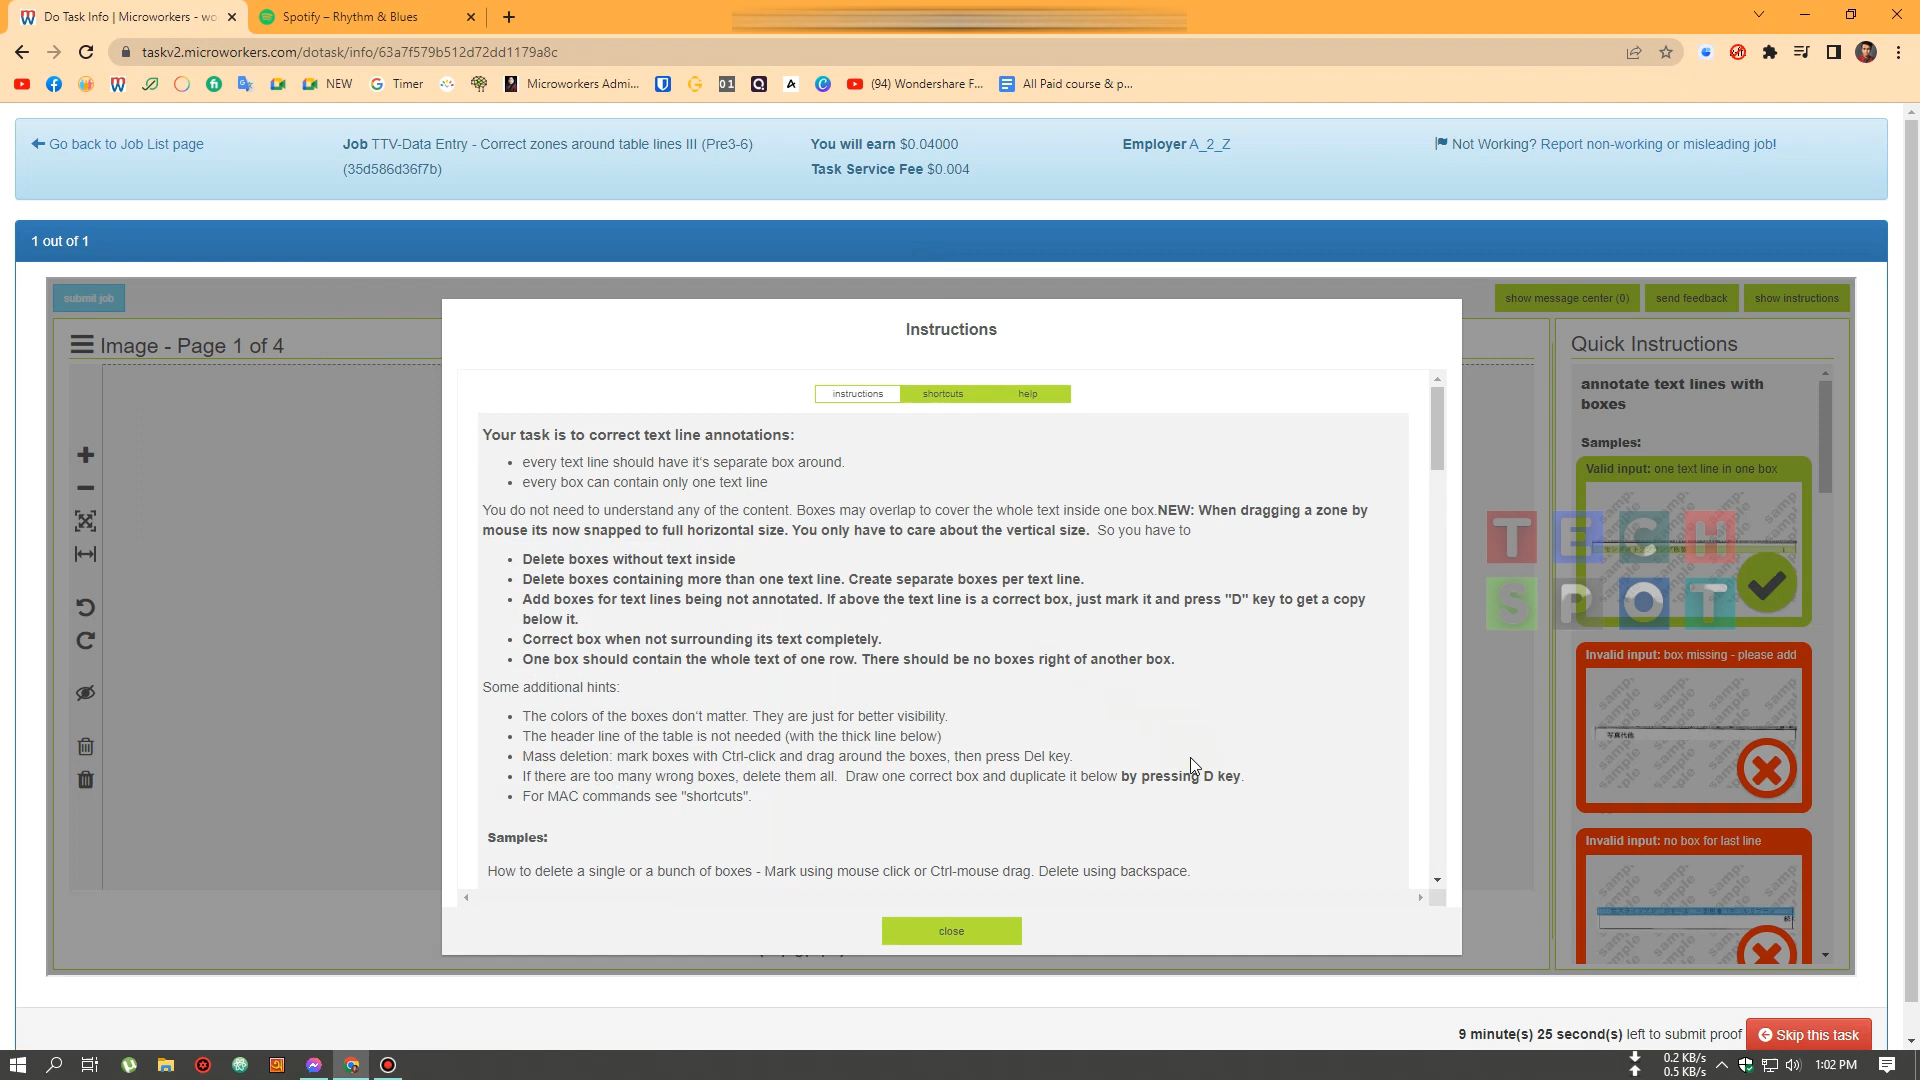 Do Task Info | Microworkers - wo
Spotify – Rhythm & Blues
taskv2.microworkers.com/dotask/info/63a7f579b512d72dd1179a8c
NEW
Timer
Microworkers Admi...
(94) Wondershare F...
All Paid course & p...
Go back to Job List page
Job TTV-Data Entry - Correct zones around table lines III (Pre3-6)
(35d586d36f7b)
You will earn $0.04000
Task Service Fee $0.004
Employer A_2_Z
Not Working? Report non-working or misleading job!
1 out of 1
submit job
show message center (0)
send feedback
show instructions
Image - Page 1 of 4
Instructions
instructions
shortcuts
help
Your task is to correct text line annotations:
• every text line should have it's separate box around.
• every box can contain only one text line
You do not need to understand any of the content. Boxes may overlap to cover the whole text inside one box.NEW: When dragging a zone by
mouse its now snapped to full horizontal size. You only have to care about the vertical size. So you have to
• Delete boxes without text inside
• Delete boxes containing more than one text line. Create separate boxes per text line.
• Add boxes for text lines being not annotated. If above the text line is a correct box, just mark it and press "D" key to get a copy
below it.
• Correct box when not surrounding its text completely.
• One box should contain the whole text of one row. There should be no boxes right of another box.
Some additional hints:
• The colors of the boxes don't matter. They are just for better visibility.
• The header line of the table is not needed (with the thick line below)
• Mass deletion: mark boxes with Ctrl-click and drag around the boxes, then press Del key.
• If there are too many wrong boxes, delete them all. Draw one correct box and duplicate it below by pressing D key.
• For MAC commands see "shortcuts".
Samples:
How to delete a single or a bunch of boxes - Mark using mouse click or Ctrl-mouse drag. Delete using backspace.
close
Quick Instructions
annotate text lines with
boxes
Samples:
Valid input: one text line in one box
TECH
SPOT
Invalid input: box missing - please add
写真代他
Invalid input: no box for last line
9 minute(s) 25 second(s) left to submit proof
Skip this task
0.2 KB/s
0.5 KB/s
1:02 PM